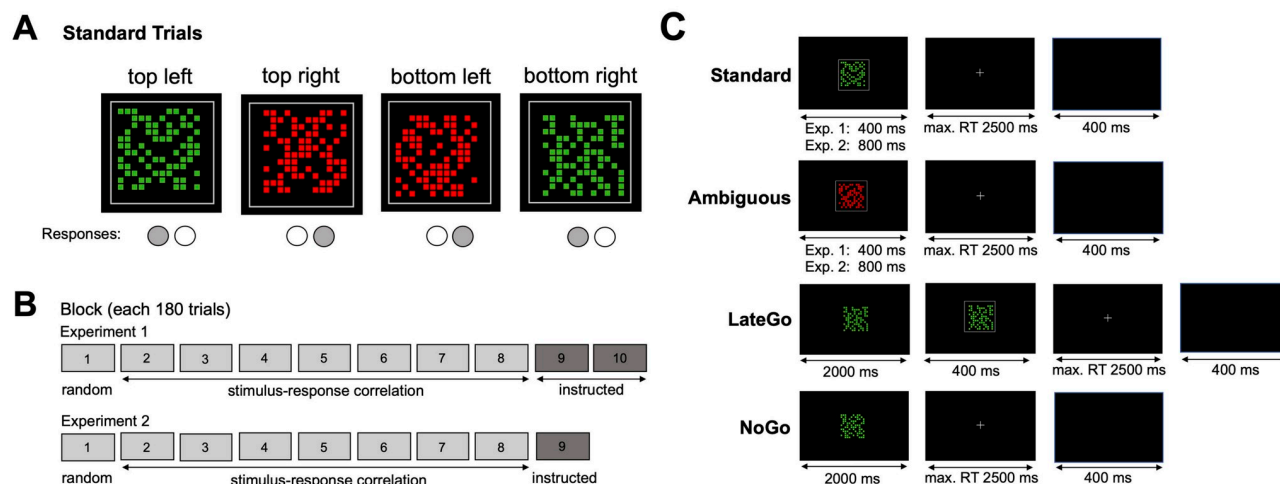 A Standard Trials
top left top right bottom left bottom right
Responses:
B Block (each 180 trials)
Experiment 1
1 2 3 4 5 6 7 8 9 10
random stimulus-response correlation instructed
Experiment 2
1 2 3 4 5 6 7 8 9
random stimulus-response correlation instructed
C
Standard
Exp. 1: 400 ms max. RT 2500 ms 400 ms
Exp. 2: 800 ms
Ambiguous
Exp. 1: 400 ms max. RT 2500 ms 400 ms
Exp. 2: 800 ms
LateGo
2000 ms 400 ms max. RT 2500 ms 400 ms
NoGo
2000 ms max. RT 2500 ms 400 ms